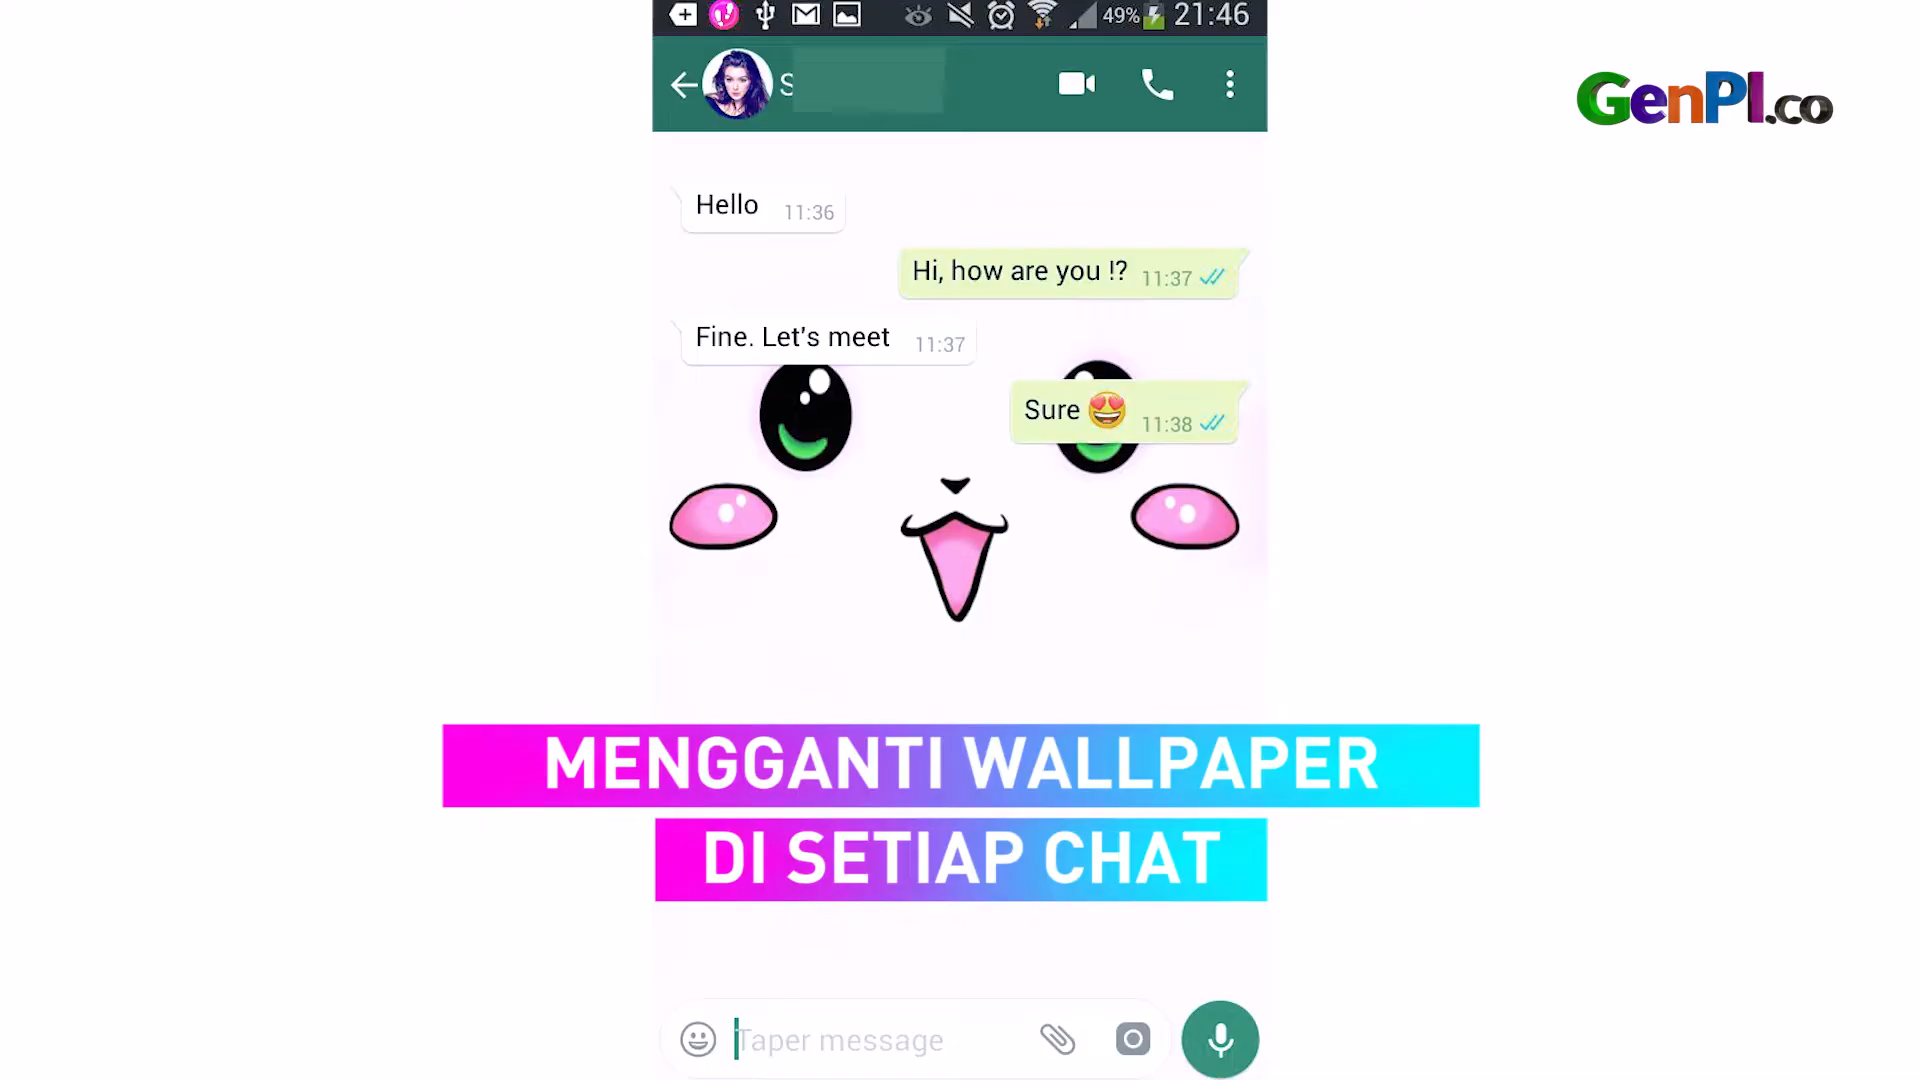 49% 21:46
GenPI.co
S
Hello 11:36
Hi, how are you !? 11:37
Fine. Let's meet 11:37
Sure 😍 11:38
MENGGANTI WALLPAPER
DI SETIAP CHAT
Taper message